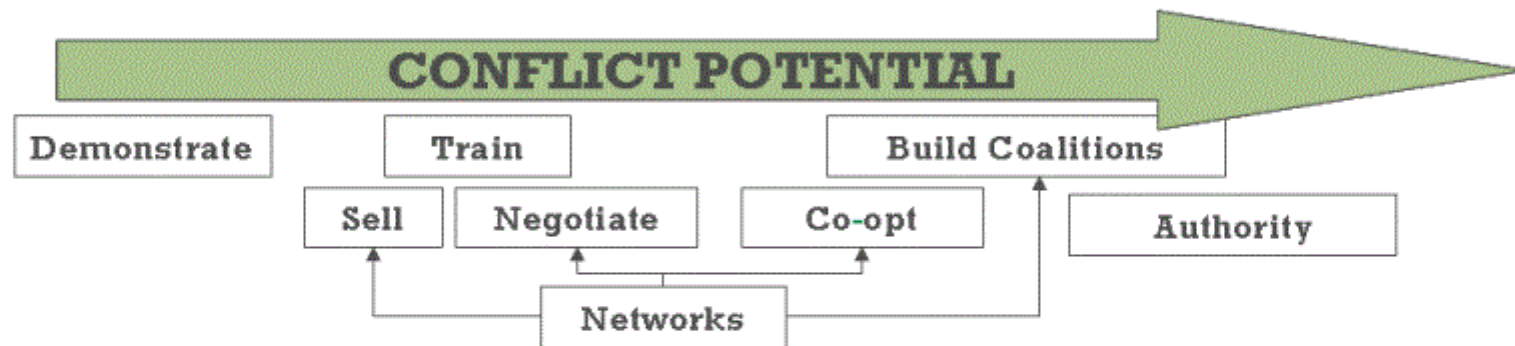 CONFLICT POTENTIAL
Demonstrate
Train
Build Coalitions
Sell
Negotiate
Co-opt
Authority
Networks